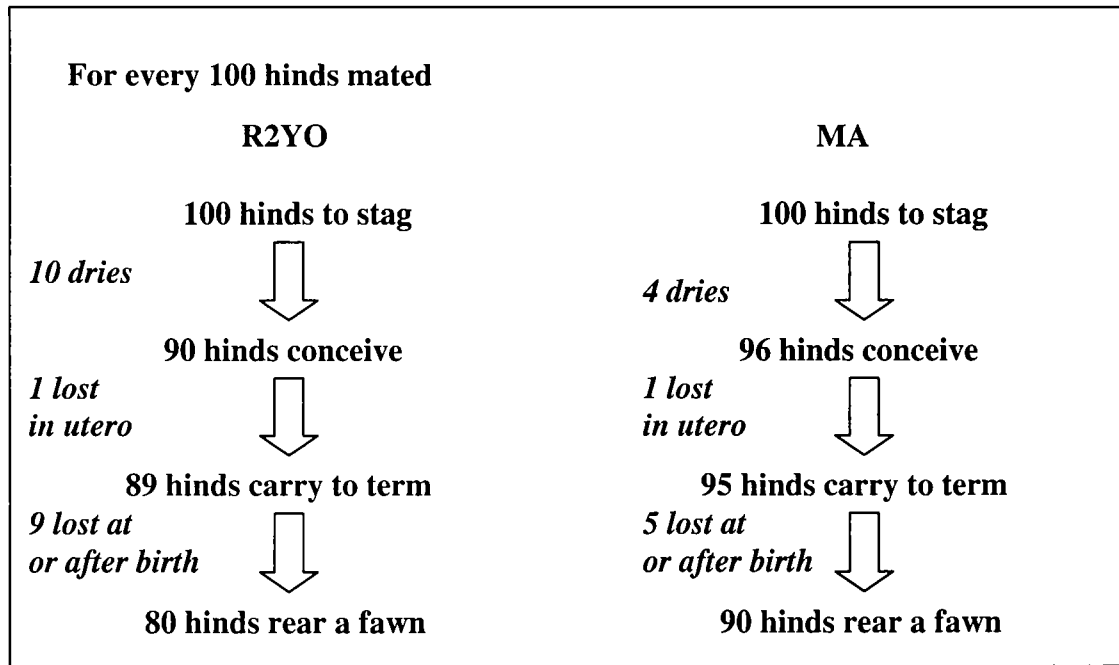 For every 100 hinds mated
R2YO
MA
100 hinds to stag
100 hinds to stag
10 dries
4 dries
90 hinds conceive
96 hinds conceive
1 lost
in utero
1 lost
in utero
89 hinds carry to term
95 hinds carry to term
9 lost at
or after birth
5 lost at
or after birth
80 hinds rear a fawn
90 hinds rear a fawn